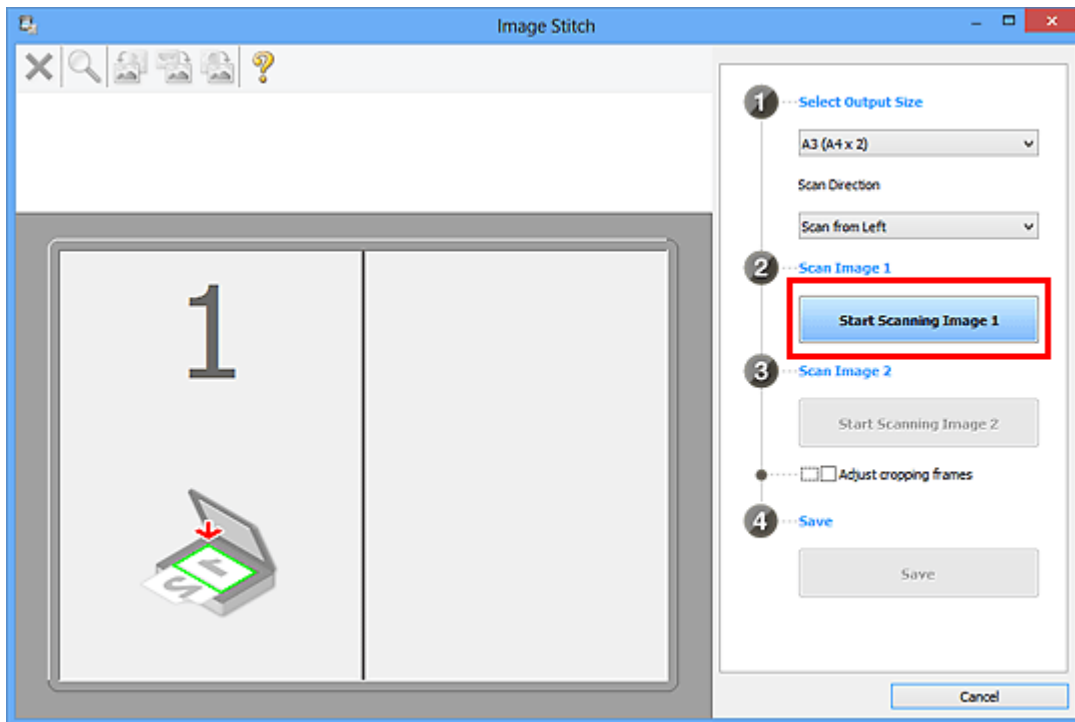 Image Stitch
1
1 Select Output Size
A3 (A4 x 2)
Scan Direction
Scan from Left
2 Scan Image 1
Start Scanning Image 1
3 Scan Image 2
Start Scanning Image 2
Adjust cropping frames
4 Save
Save
Cancel